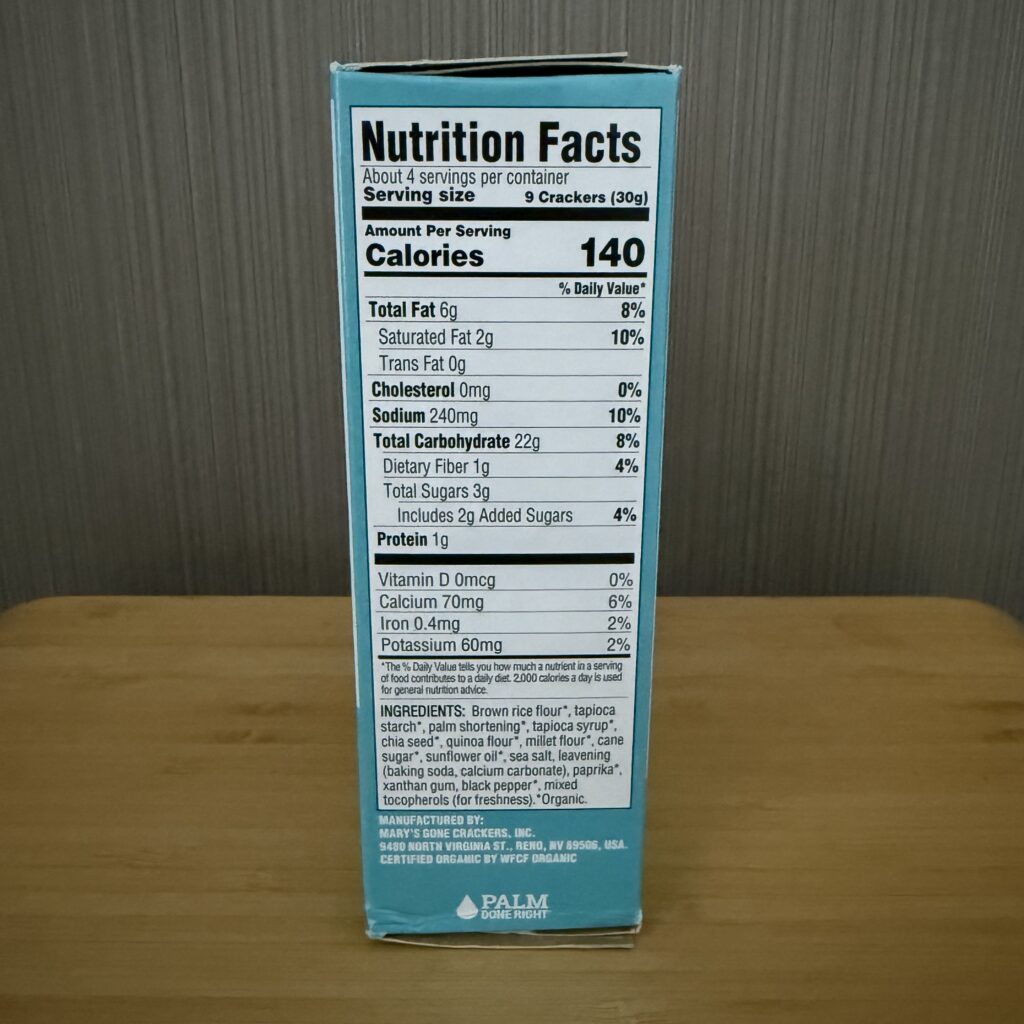 Nutrition Facts
About 4 servings per container
Serving size 9 Crackers (30g)
Amount Per Serving
Calories 140
% Daily Value*
Total Fat 6g 8%
Saturated Fat 2g 10%
Trans Fat 0g
Cholesterol 0mg 0%
Sodium 240mg 10%
Total Carbohydrate 22g 8%
Dietary Fiber 1g 4%
Total Sugars 3g
Includes 2g Added Sugars 4%
Protein 1g
Vitamin D 0mcg 0%
Calcium 70mg 6%
Iron 0.4mg 2%
Potassium 60mg 2%
*The % Daily Value tells you how much a nutrient in a serving
of food contributes to a daily diet. 2,000 calories a day is used
for general nutrition advice.
INGREDIENTS: Brown rice flour*, tapioca
starch*, palm shortening*, tapioca syrup*,
chia seed*, quinoa flour*, millet flour*, cane
sugar*, sunflower oil*, sea salt, leavening
(baking soda, calcium carbonate), paprika*,
xanthan gum, black pepper*, mixed
tocopherols (for freshness). *Organic.
MANUFACTURED BY:
MARY'S GONE CRACKERS, INC.
9480 NORTH VIRGINIA ST., RENO, NV 89506, USA.
CERTIFIED ORGANIC BY WFCF ORGANIC
PALM
DONE RIGHT